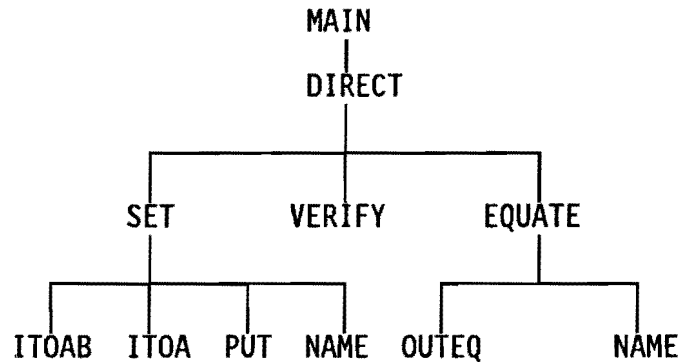 MAIN
DIRECT
SET VERIFY EQUATE
ITOAB ITOA PUT NAME OUTEQ NAME